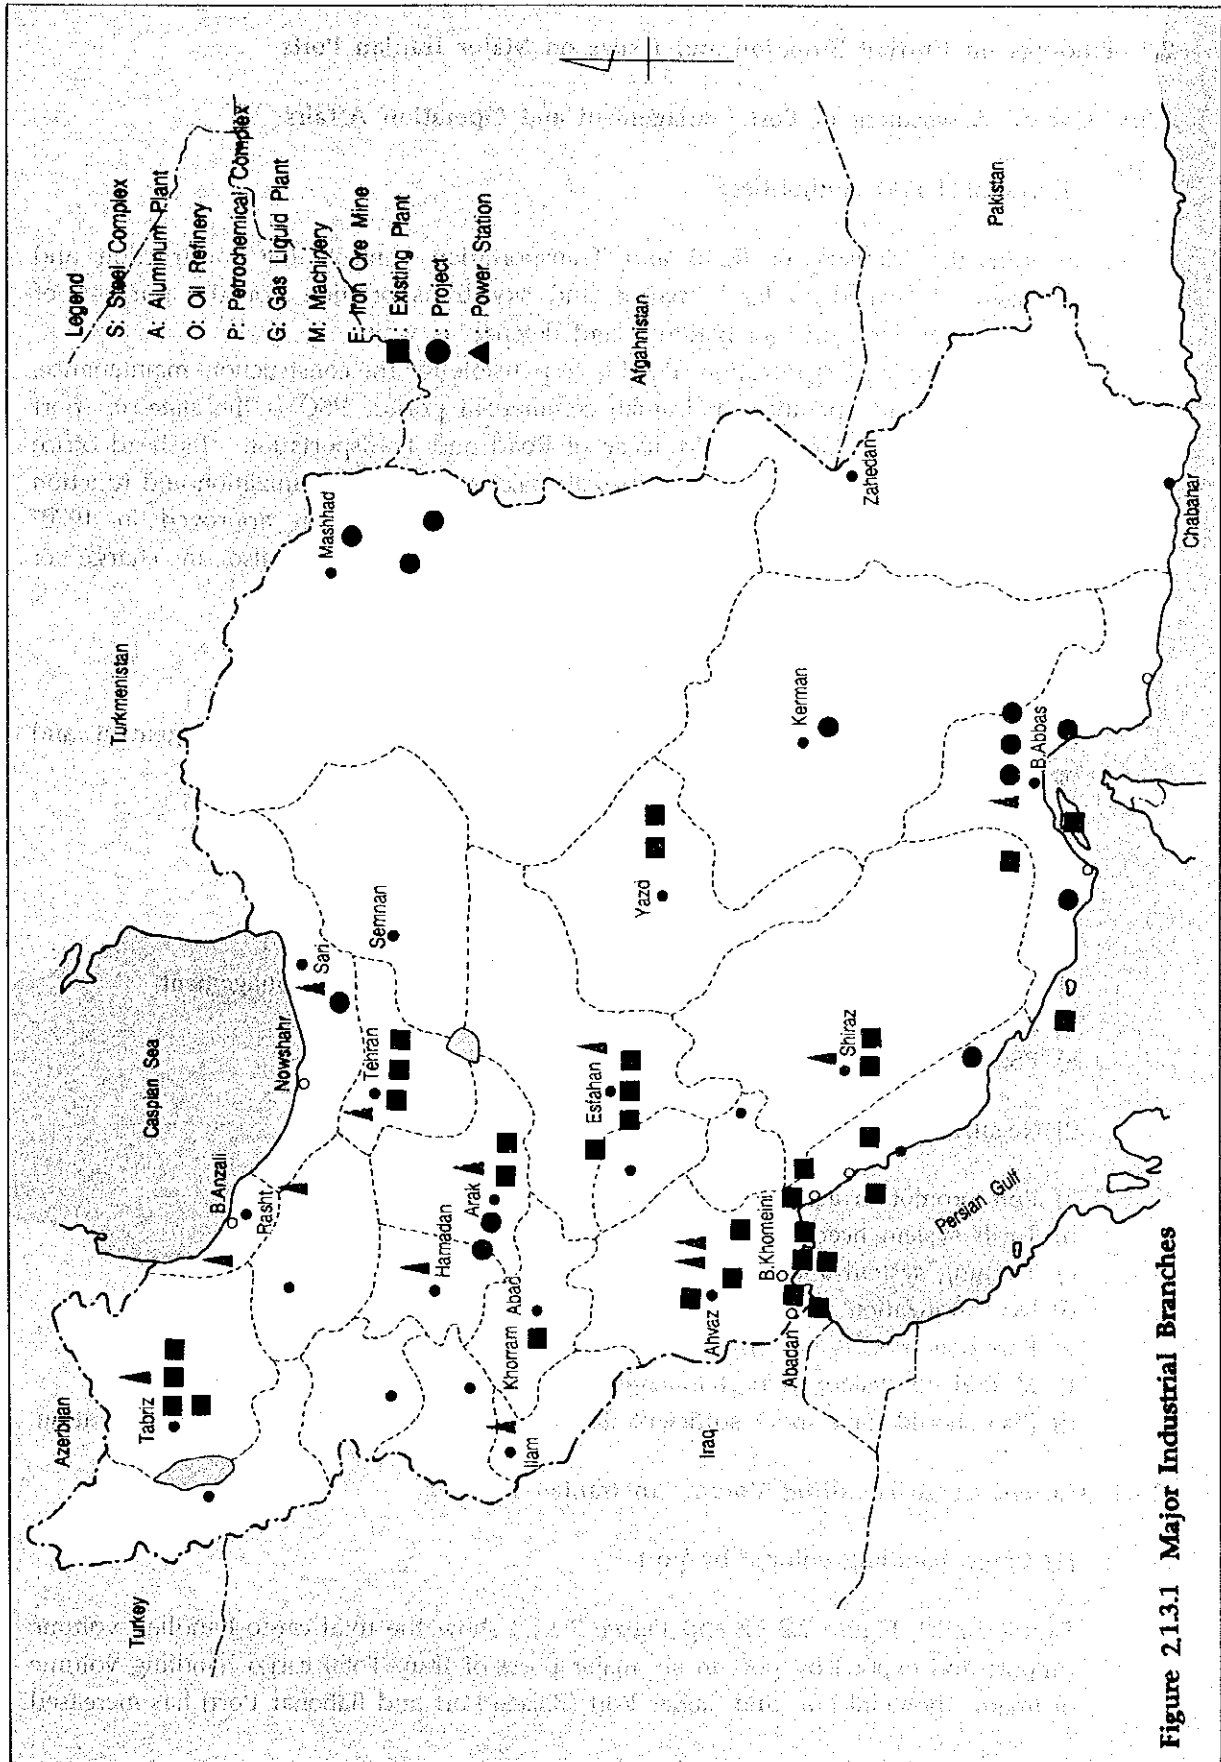 Legend
S: Steel Complex
A: Aluminum Plant
O: Oil Refinery
P: Petrochemical Complex
G: Gas Liquid Plant
M: Machinery
F: Iron Ore Mine
: Existing Plant
: Project
: Power Station
Turkey
Azerbijan
Tabriz
Caspian Sea
Turkmenistan
B.Anzali
Rasht
Nowshahr
Sari
Mashhad
Tehran
Semnan
Hamadan
Arak
Khorram Abad
Ilam
Esfahan
Yazd
Afgahnistan
Iraq
Ahvaz
Abadan
B.Khomeini
Shiraz
Kerman
Zahedan
Persian Gulf
B.Abbas
Pakistan
Chabahar
Figure 2.1.3.1 Major Industrial Branches